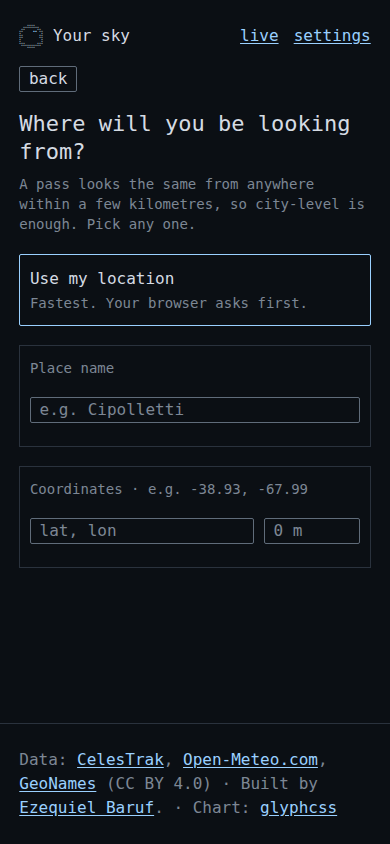 Your sky
live settings
back
Where will you be looking
from?
A pass looks the same from anywhere
within a few kilometres, so city-level is
enough. Pick any one.
Use my location
Fastest. Your browser asks first.
Place name
e.g. Cipolletti
Coordinates · e.g. -38.93, -67.99
lat, lon
0 m
Data: CelesTrak, Open-Meteo.com,
GeoNames (CC BY 4.0) · Built by
Ezequiel Baruf. · Chart: glyphcss